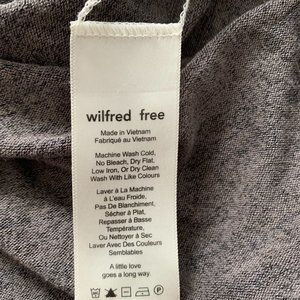 wilfred free
Made in Vietnam
Fabriqué au Vietnam
Machine Wash Cold,
No Bleach, Dry Flat,
Low Iron, Or Dry Clean
Wash With Like Colours
Laver À La Machine
à L'eau Froide,
Pas De Blanchiment,
Sécher à Plat,
Repasser à Basse
Température,
Ou Nettoyer à Sec
Laver Avec Des Couleurs
Semblables
A little love
goes a long way.